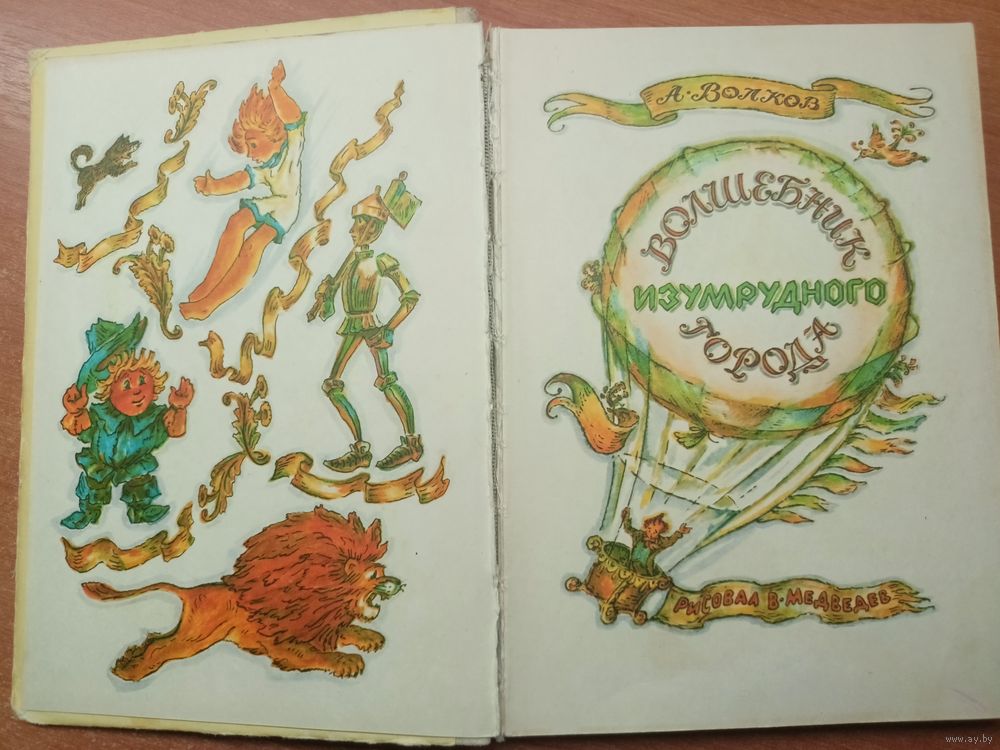 А·ВОЛКОВ
ВОЛШЕБНИК
ИЗУМРУДНОГО
ГОРОДА
РИСОВАЛ В·МЕДВЕДЕВ
www.ay.by